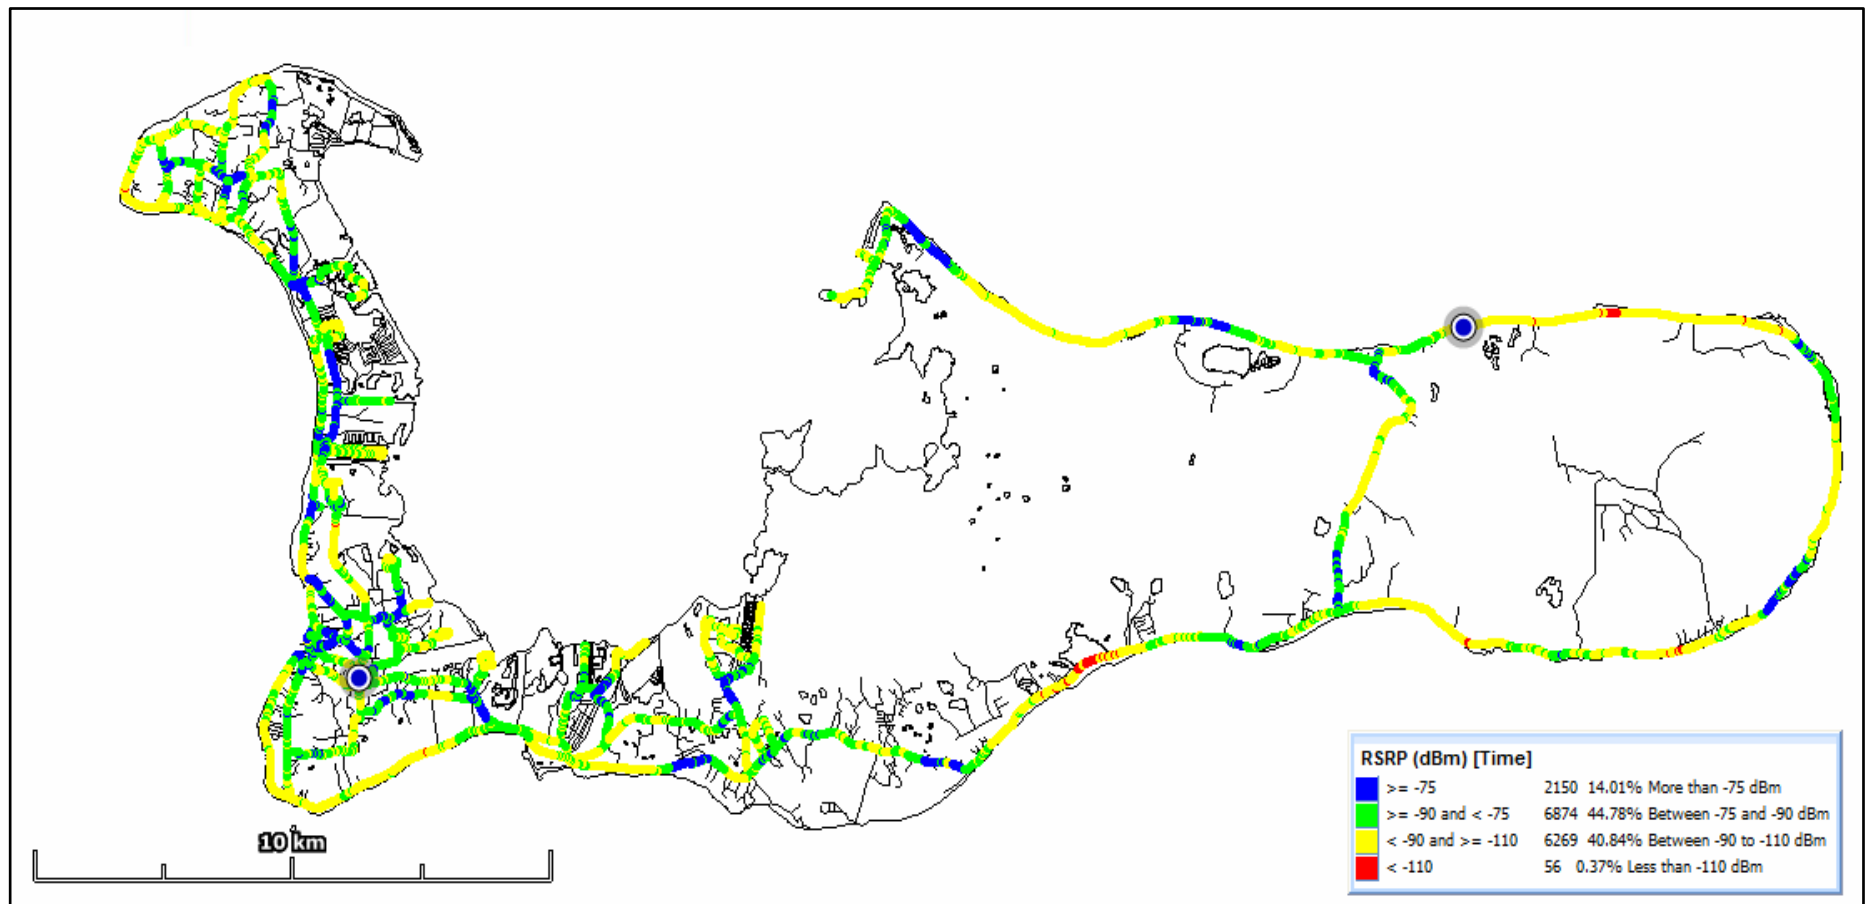 10 km
RSRP (dBm) [Time]
>= -75 2150 14.01% More than -75 dBm
>= -90 and < -75 6874 44.78% Between -75 and -90 dBm
< -90 and >= -110 6269 40.84% Between -90 to -110 dBm
< -110 56 0.37% Less than -110 dBm